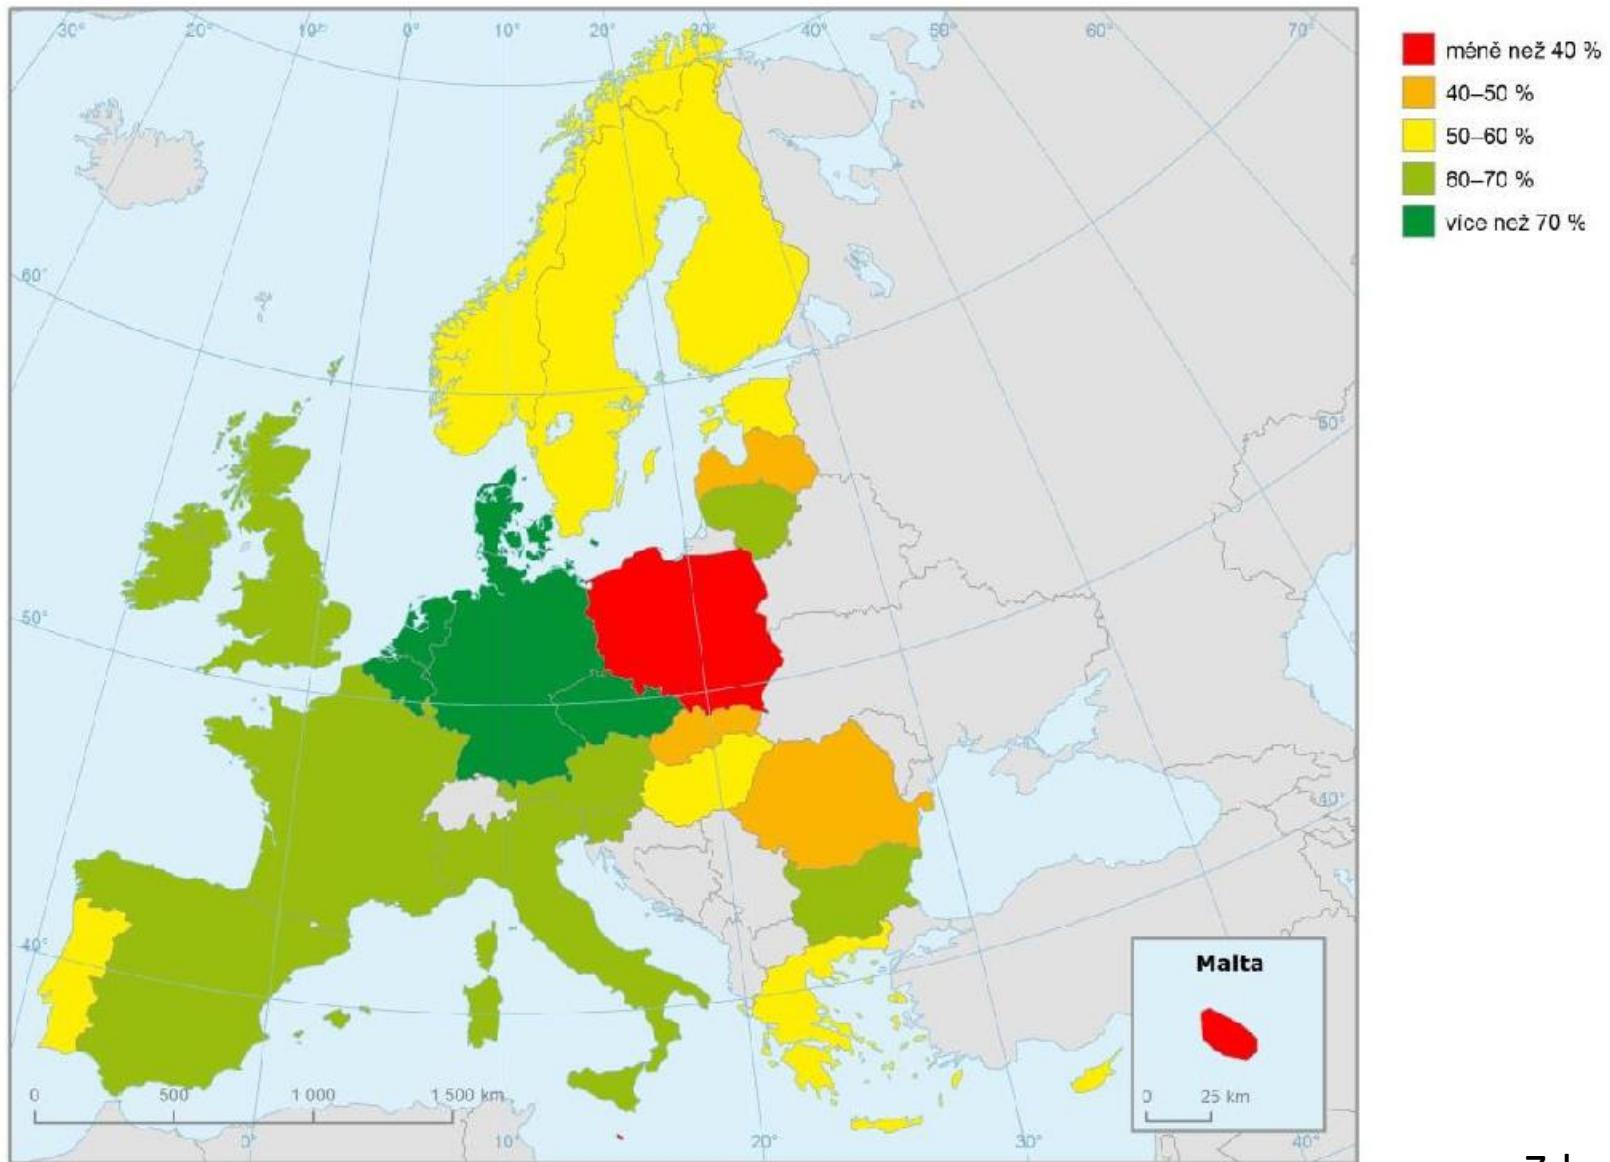 30° 20° 10° 0° 10° 20° 30° 40° 50° 60° 70°
méně než 40 %
40–50 %
50–60 %
60–70 %
více než 70 %
60°
50°
50°
40°
40°
Malta
0 25 km
0 500 1 000 1 500 km
0° 10° 20° 30° 40°